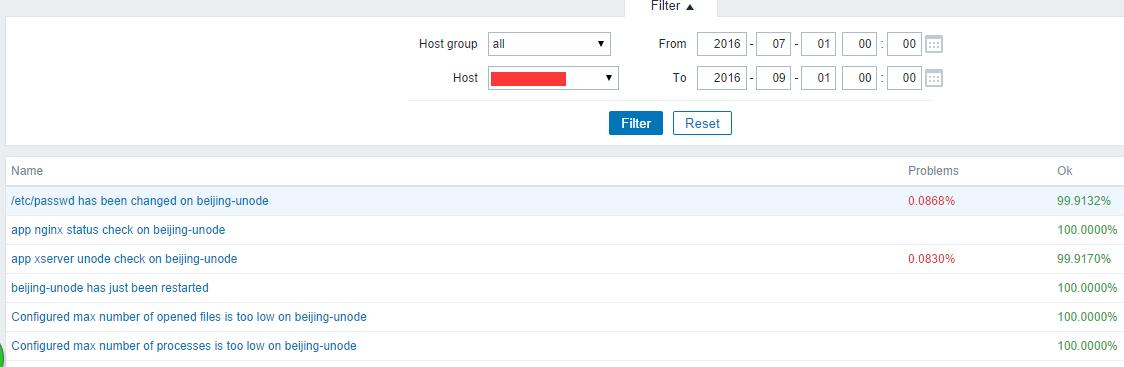 Filter ▲
Host group all From 2016 - 07 - 01 00 : 00
Host To 2016 - 09 - 01 00 : 00
Filter Reset
Name Problems Ok
/etc/passwd has been changed on beijing-unode 0.0868% 99.9132%
app nginx status check on beijing-unode 100.0000%
app xserver unode check on beijing-unode 0.0830% 99.9170%
beijing-unode has just been restarted 100.0000%
Configured max number of opened files is too low on beijing-unode 100.0000%
Configured max number of processes is too low on beijing-unode 100.0000%